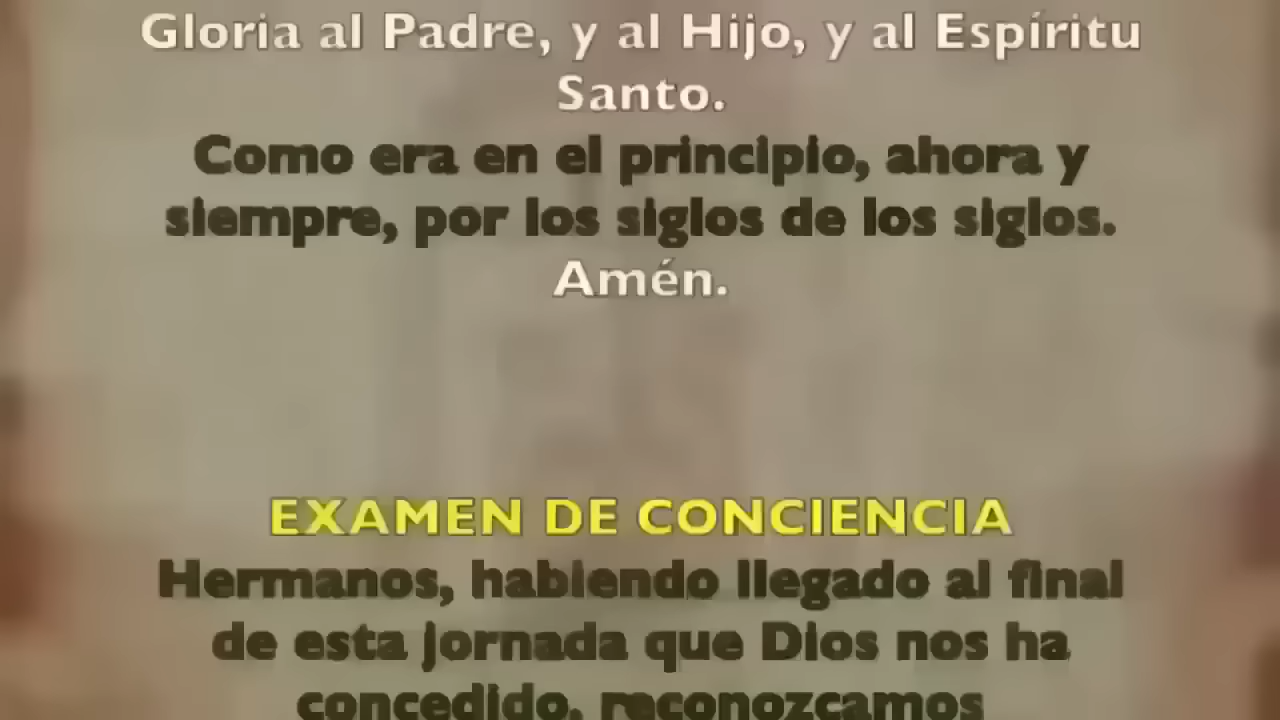 Gloria al Padre, y al Hijo, y al Espíritu
Santo.
Como era en el principio, ahora y
siempre, por los siglos de los siglos.
Amén.
EXAMEN DE CONCIENCIA
Hermanos, habiendo llegado al final
de esta jornada que Dios nos ha
concedido, reconozcamos